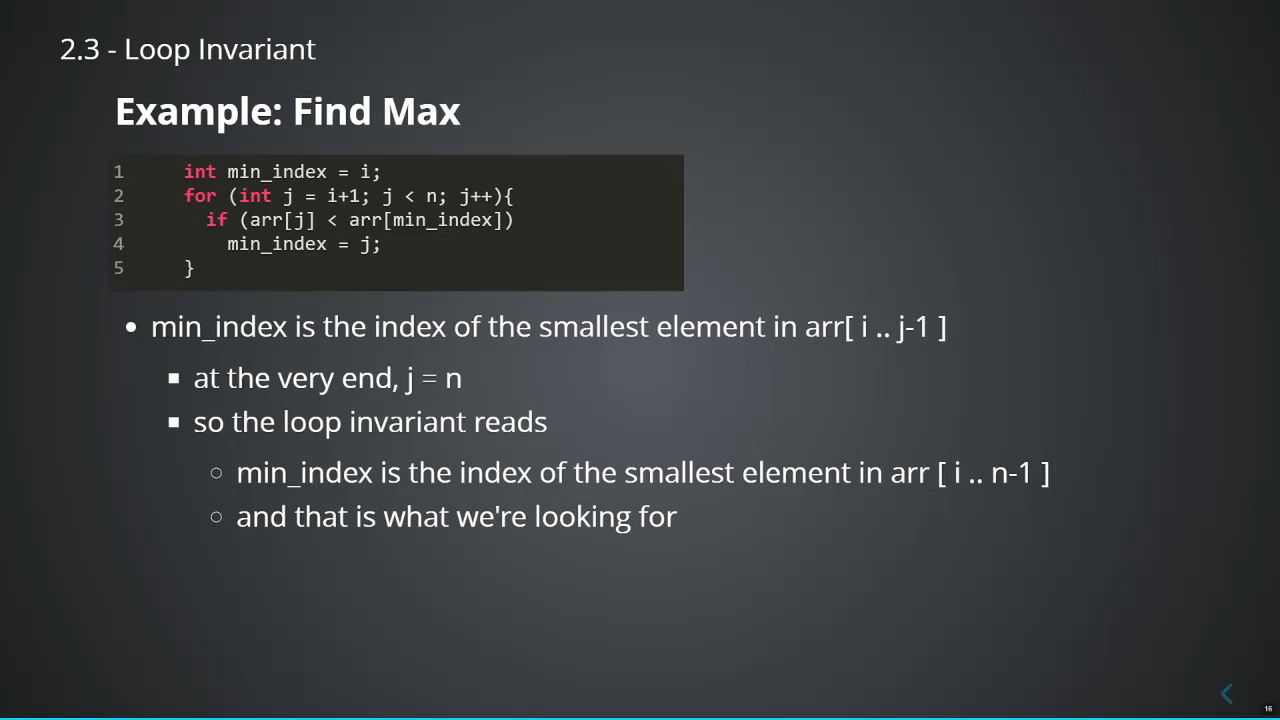 2.3 - Loop Invariant
Example: Find Max
1 int min_index = i;
2 for (int j = i+1; j < n; j++){
3 if (arr[j] < arr[min_index])
4 min_index = j;
5 }
• min_index is the index of the smallest element in arr[ i .. j-1 ]
▪ at the very end, j = n
▪ so the loop invariant reads
○ min_index is the index of the smallest element in arr [ i .. n-1 ]
○ and that is what we're looking for
16